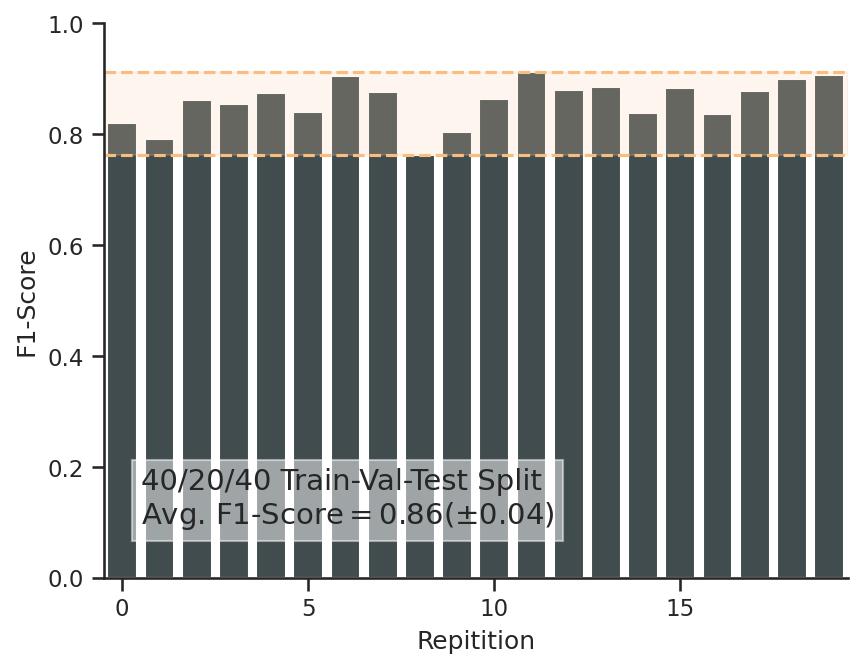 1.0
0.8
0.6
0.4
0.2
0.0
F1-Score
40/20/40 Train-Val-Test Split
Avg. F1-Score = 0.86(±0.04)
0 5 10 15
Repitition